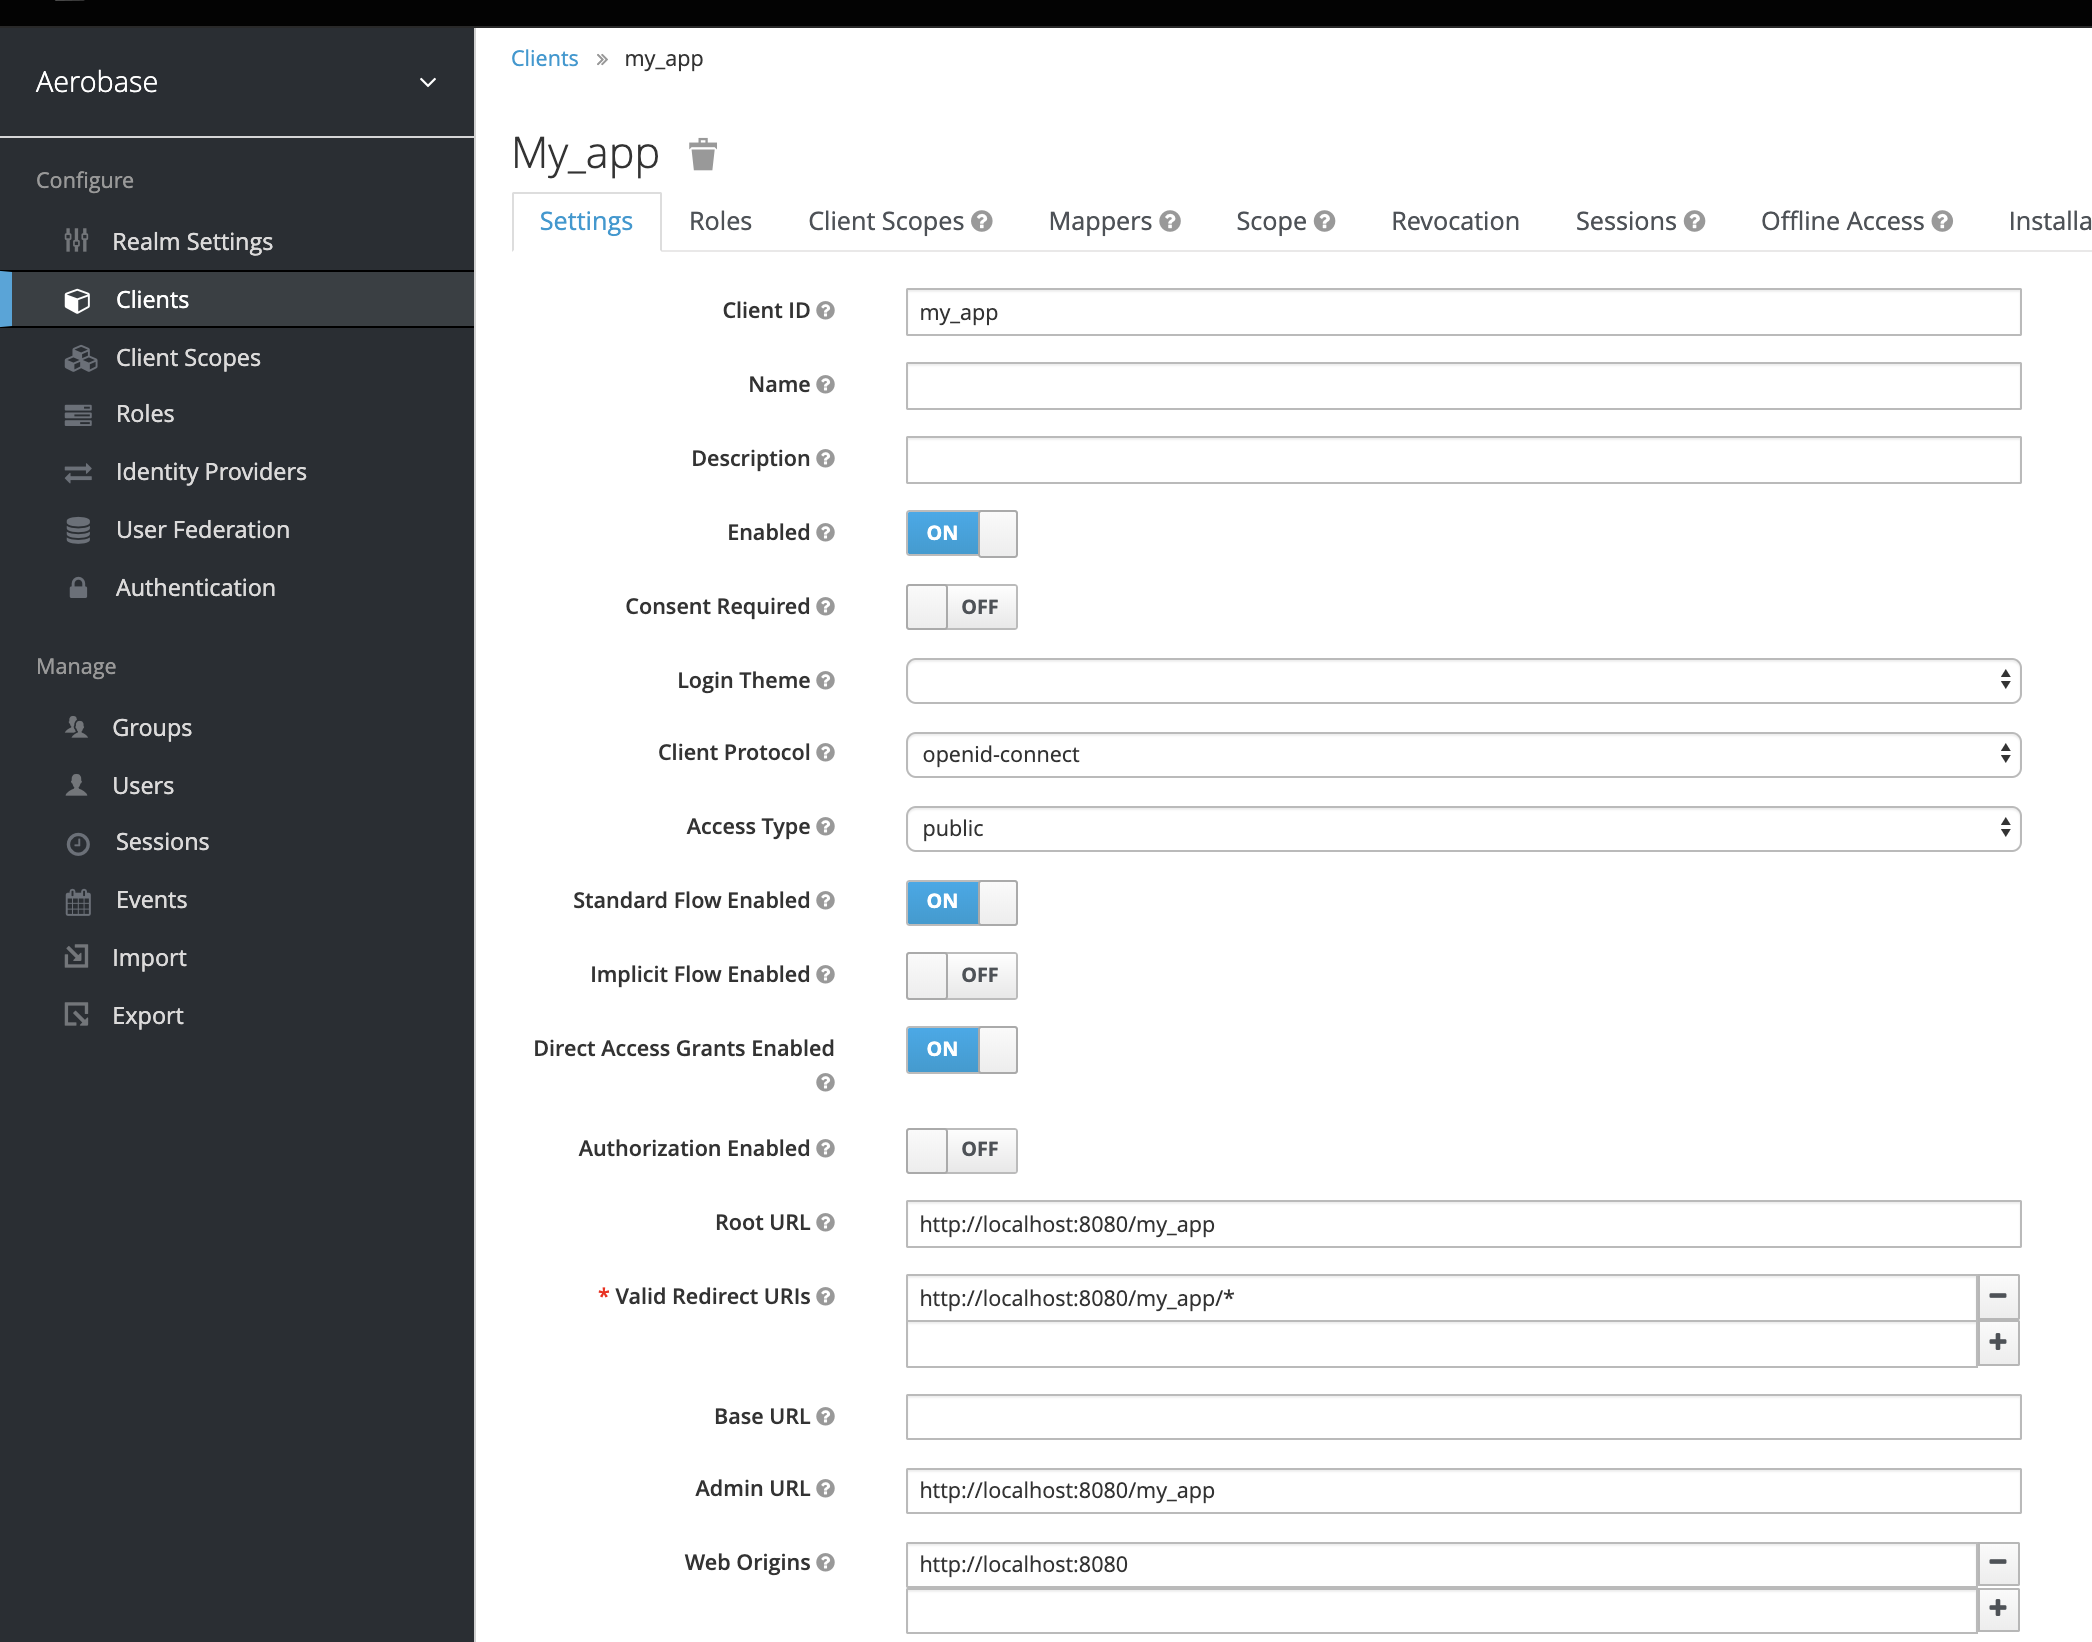 Aerobase
Configure
Realm Settings
Clients
Client Scopes
Roles
Identity Providers
User Federation
Authentication
Manage
Groups
Users
Sessions
Events
Import
Export
Clients » my_app
My_app
Settings Roles Client Scopes Mappers Scope Revocation Sessions Offline Access Installa
Client ID my_app
Name
Description
Enabled ON
Consent Required OFF
Login Theme
Client Protocol openid-connect
Access Type public
Standard Flow Enabled ON
Implicit Flow Enabled OFF
Direct Access Grants Enabled ON
Authorization Enabled OFF
Root URL http://localhost:8080/my_app
* Valid Redirect URIs http://localhost:8080/my_app/*
Base URL
Admin URL http://localhost:8080/my_app
Web Origins http://localhost:8080